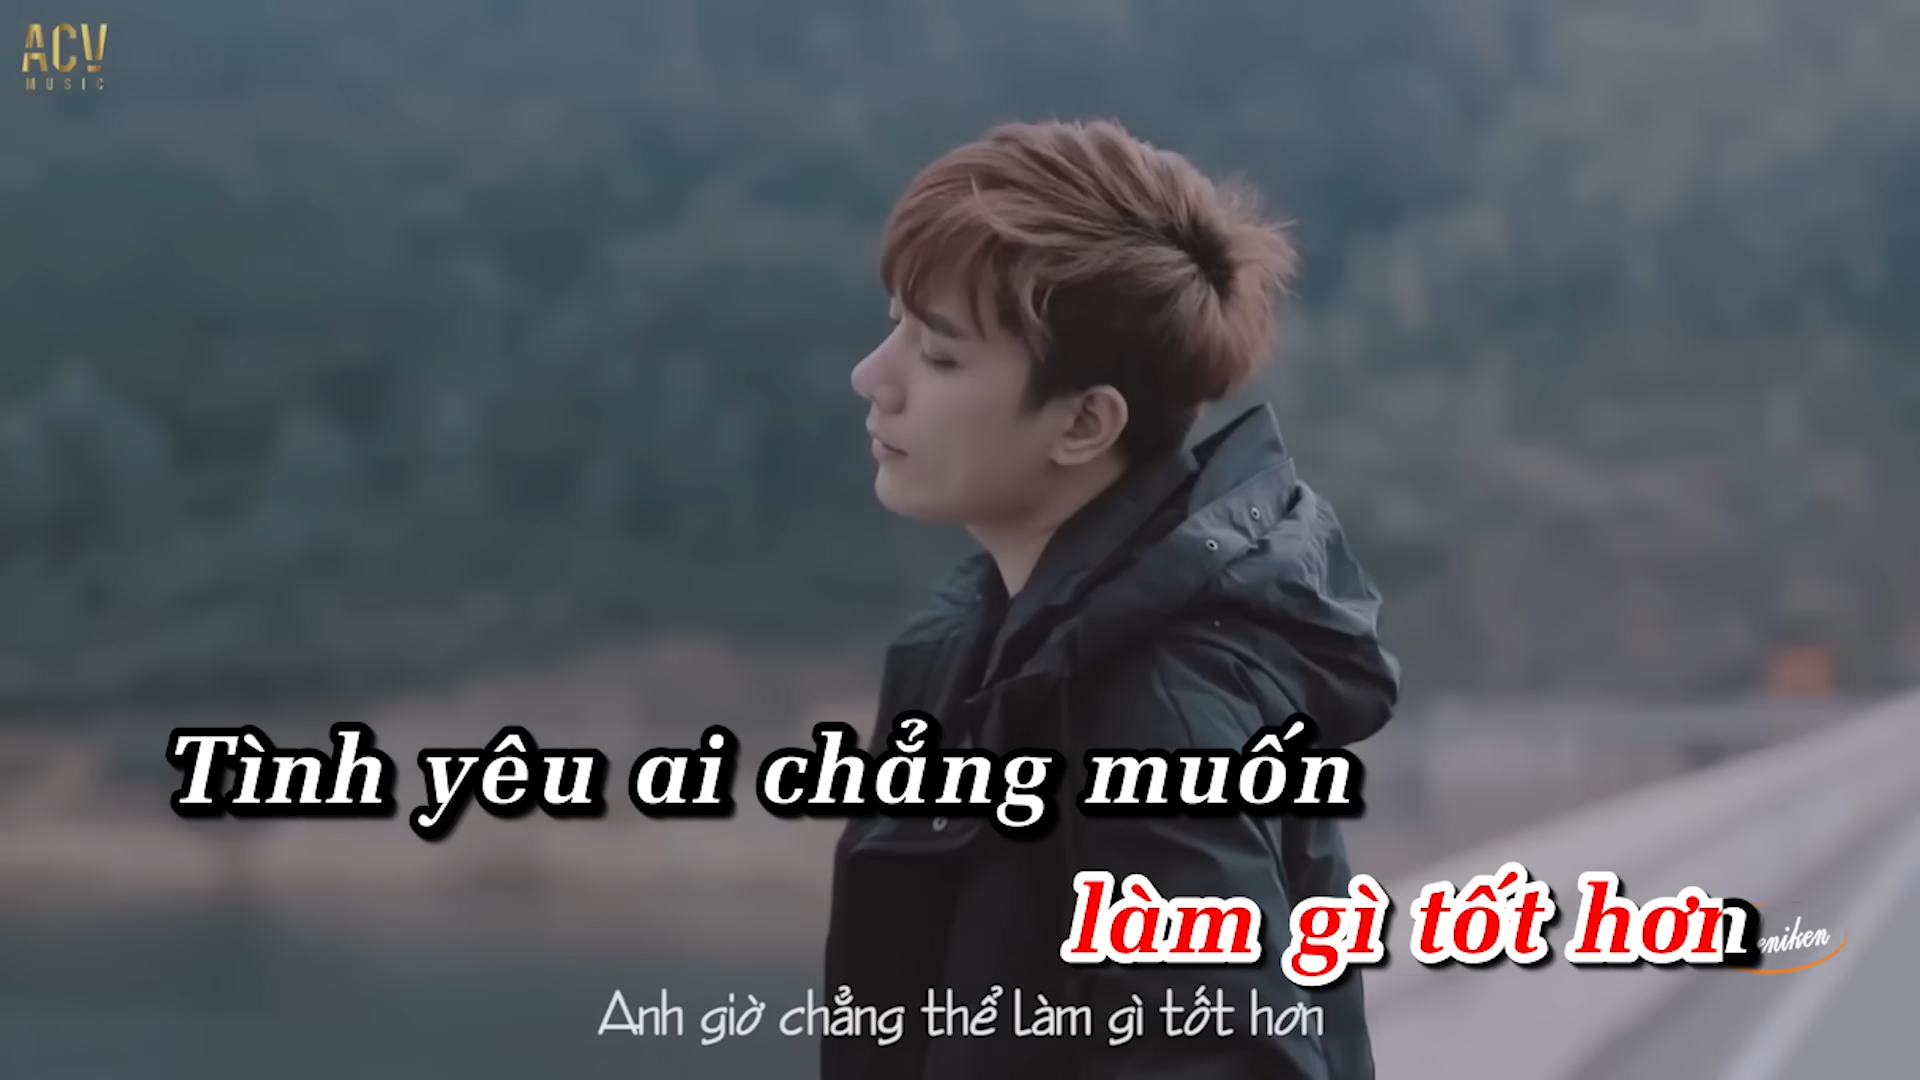 ACV
MUSIC
Tình yêu ai chẳng muốn
làm gì tốt hơn
eniken
Anh giờ chẳng thể làm gì tốt hơn